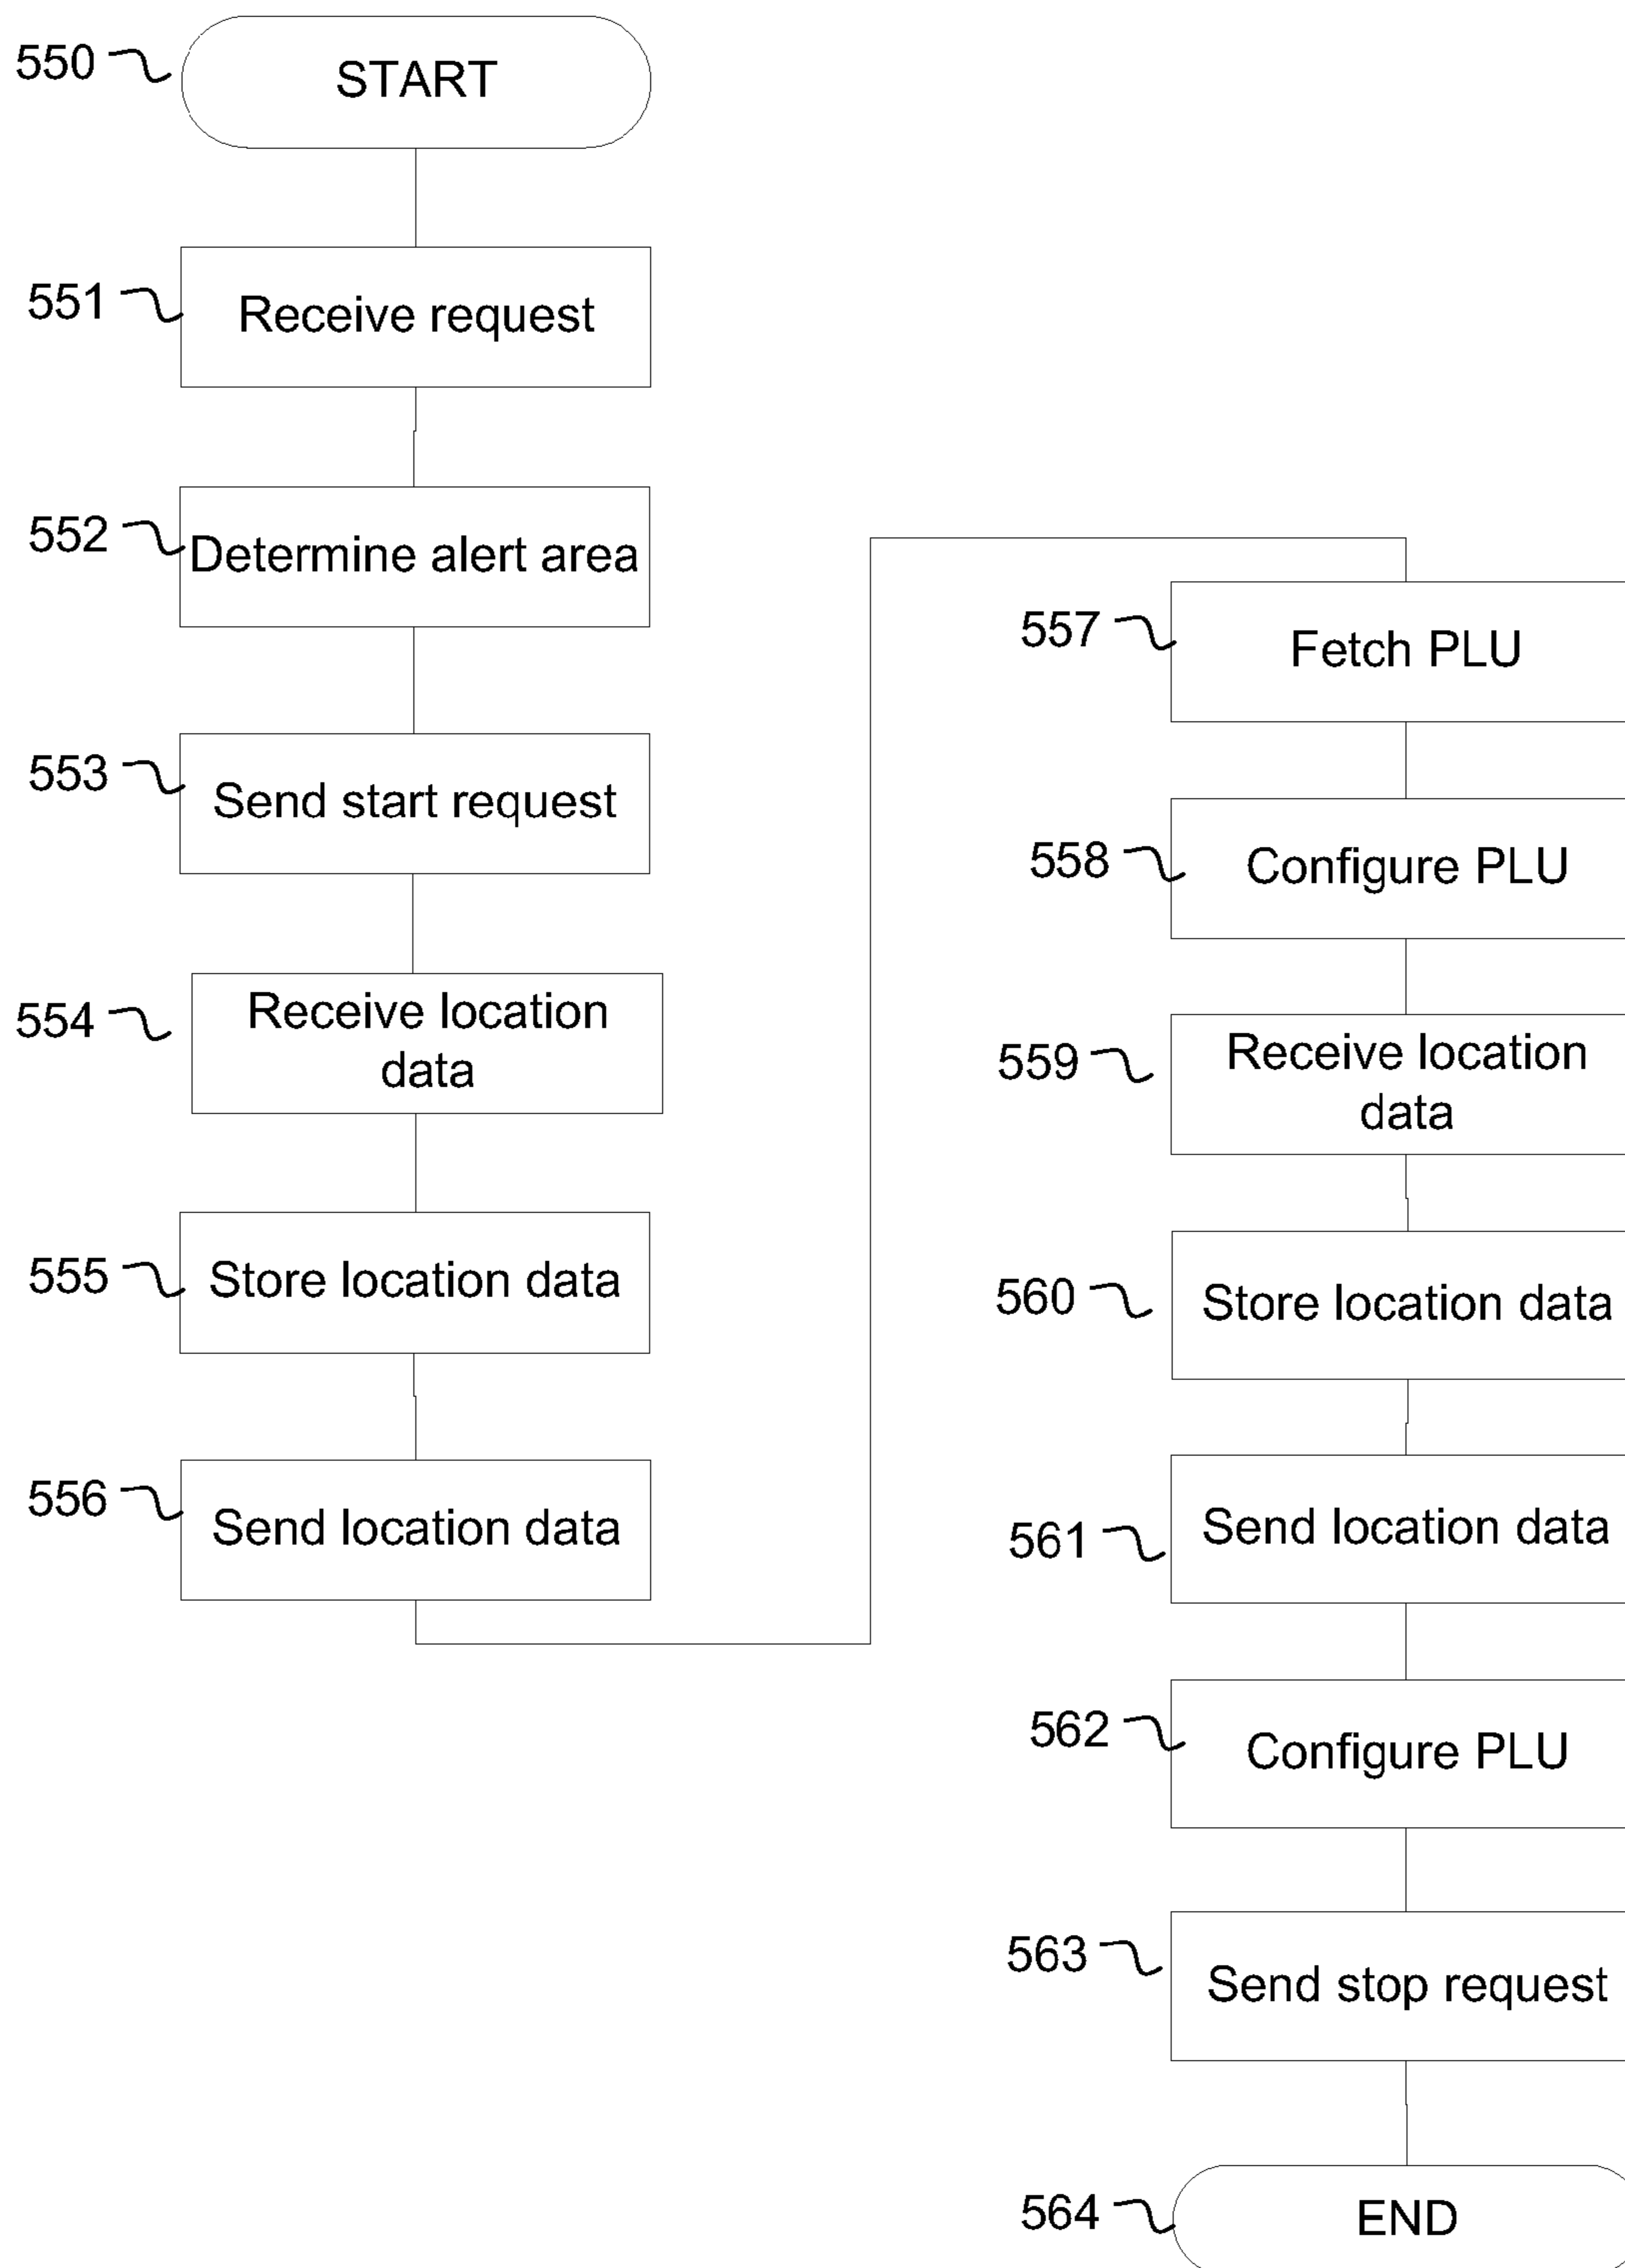 550
START
551
Receive request
552
Determine alert area
553
Send start request
554
Receive location
data
555
Store location data
556
Send location data
557
Fetch PLU
558
Configure PLU
559
Receive location
data
560
Store location data
561
Send location data
562
Configure PLU
563
Send stop request
564
END